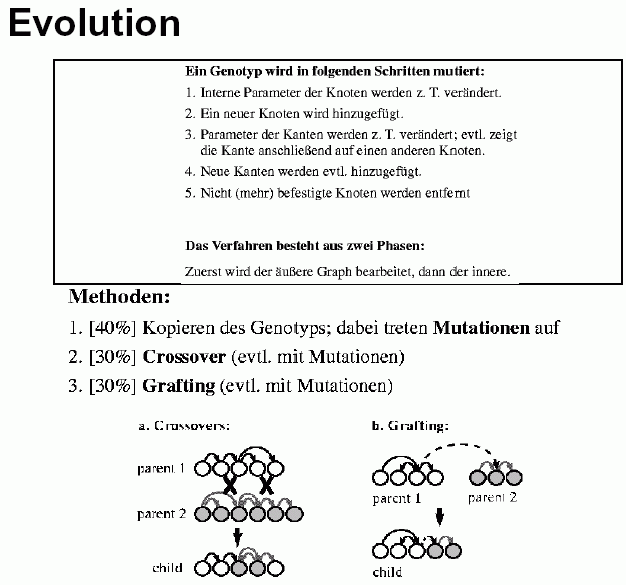 Evolution
Ein Genotyp wird in folgenden Schritten mutiert:
1. Interne Parameter der Knoten werden z. T. verändert.
2. Ein neuer Knoten wird hinzugefügt.
3. Parameter der Kanten werden z. T. verändert; evtl. zeigt
die Kante anschließend auf einen anderen Knoten.
4. Neue Kanten werden evtl. hinzugefügt.
5. Nicht (mehr) befestigte Knoten werden entfernt
Das Verfahren besteht aus zwei Phasen:
Zuerst wird der äußere Graph bearbeitet, dann der innere.
Methoden:
1. [40%] Kopieren des Genotyps; dabei treten Mutationen auf
2. [30%] Crossover (evtl. mit Mutationen)
3. [30%] Grafting (evtl. mit Mutationen)
a. Crossovers:
parent 1
parent 2
child
b. Grafting:
parent 1
parent 2
child